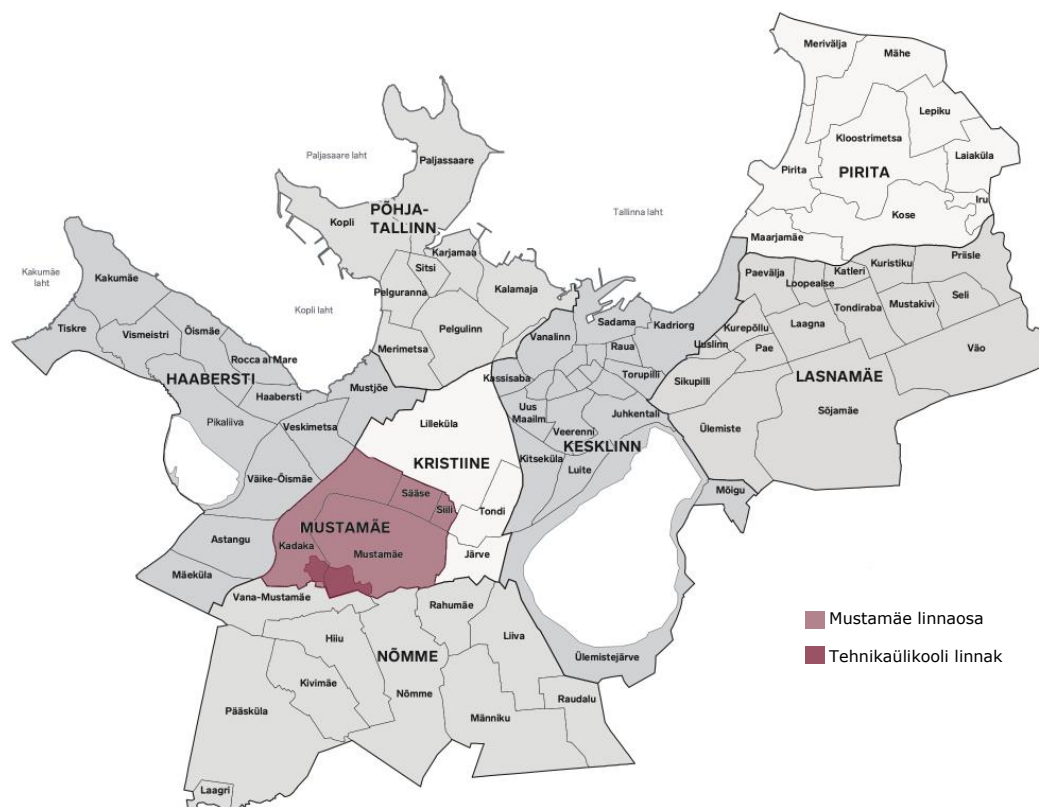 Merivälja
Mähe
Lepiku
Kloostrimetsa
Laiaküla
Pirita
PIRITA
Iru
Kose
Maarjamäe
Paljasaare laht
Paljassaare
Kopli
PÕHJA-
TALLINN
Tallinna laht
Karjamaa
Sitsi
Pelguranna
Kalamaja
Pelgulinn
Merimetsa
Kakumäe
laht
Kakumäe
Kopli laht
Tiskre
Vismeistri
Õismäe
Rocca al Mare
HAABERSTI
Haabersti
Mustjõe
Pikaliiva
Veskimetsa
Väike-Õismäe
Astangu
Mäeküla
Sadama
Kadriorg
Vanalinn
Raua
Kassisaba
Torupilli
Uus
Maailm
Juhkentali
Veerenni
KESKLINN
Kitseküla
Luite
Mõigu
Ülemistejärve
Paevälja
Loopealse
Katleri
Kuristiku
Priisle
Tondiraba
Mustakivi
Seli
Kurepõllu
Laagna
Uuslinn
Pae
Väo
Sikupilli
LASNAMÄE
Sõjamäe
Ülemiste
Lilleküla
KRISTIINE
Tondi
Järve
Sääse
Siili
MUSTAMÄE
Kadaka
Mustamäe
Vana-Mustamäe
Rahumäe
Hiiu
Liiva
NÕMME
Kivimäe
Nõmme
Pääsküla
Männiku
Raudalu
Laagri
Mustamäe linnaosa
Tehnikaülikooli linnak